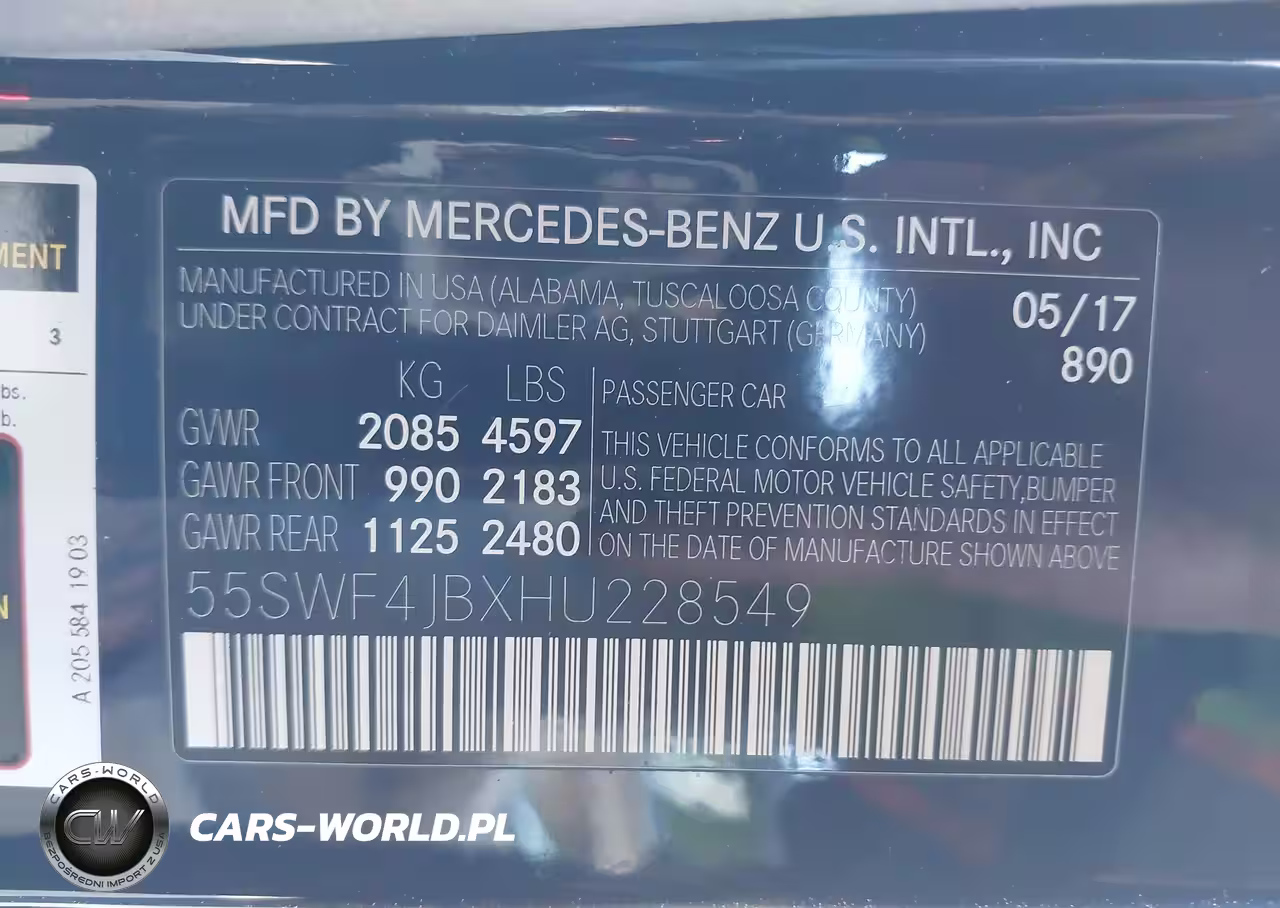 MENT
3
bs.
b.
N
A 205 584 19 03
MFD BY MERCEDES-BENZ U.S. INTL., INC
MANUFACTURED IN USA (ALABAMA, TUSCALOOSA COUNTY)
UNDER CONTRACT FOR DAIMLER AG, STUTTGART (GERMANY)
05/17
890
KG LBS
GVWR 2085 4597
GAWR FRONT 990 2183
GAWR REAR 1125 2480
PASSENGER CAR
THIS VEHICLE CONFORMS TO ALL APPLICABLE
U.S. FEDERAL MOTOR VEHICLE SAFETY,BUMPER
AND THEFT PREVENTION STANDARDS IN EFFECT
ON THE DATE OF MANUFACTURE SHOWN ABOVE
55SWF4JBXHU228549
CARS-WORLD
CW
BEZPOŚREDNI IMPORT Z USA
CARS-WORLD.PL